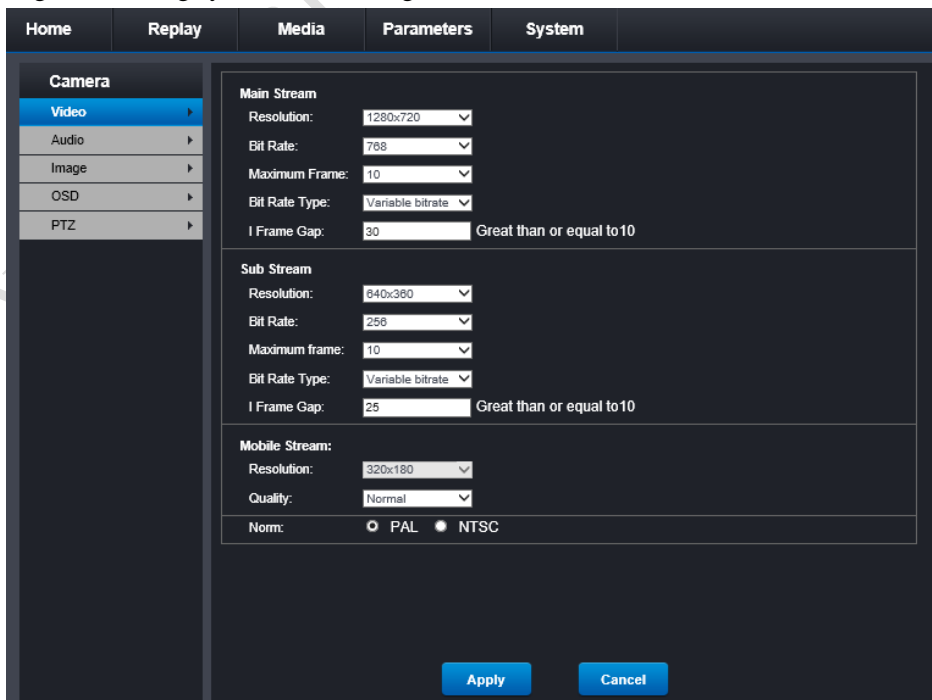 Home Replay Media Parameters System
Camera
Video
Audio
Image
OSD
PTZ
Main Stream
Resolution: 1280x720
Bit Rate: 768
Maximum Frame: 10
Bit Rate Type: Variable bitrate
I Frame Gap: 30 Great than or equal to10
Sub Stream
Resolution: 640x360
Bit Rate: 256
Maximum frame: 10
Bit Rate Type: Variable bitrate
I Frame Gap: 25 Great than or equal to10
Mobile Stream:
Resolution: 320x180
Quality: Normal
Norm: PAL NTSC
Apply Cancel